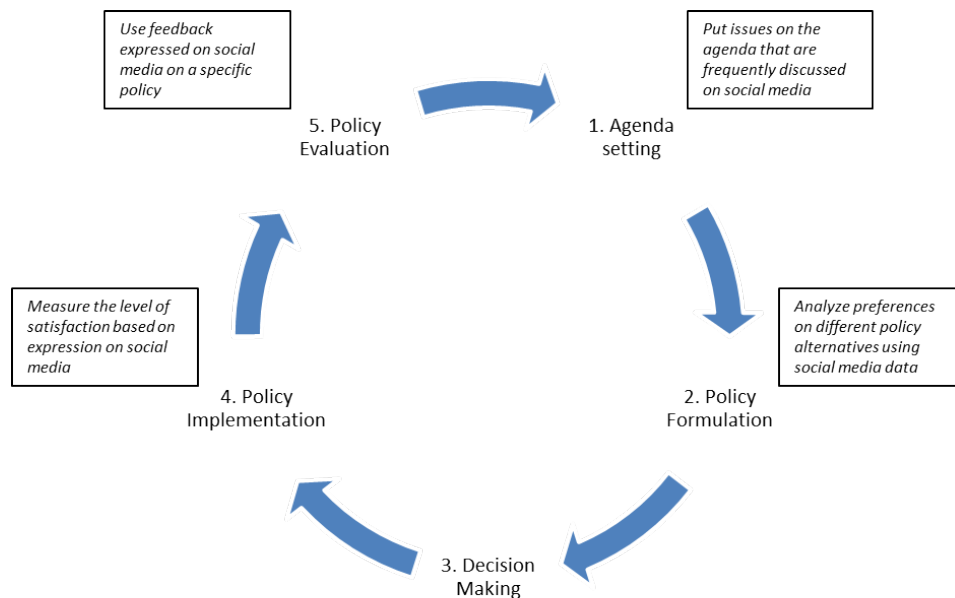 Use feedback
expressed on social
media on a specific
policy
Put issues on the
agenda that are
frequently discussed
on social media
5. Policy
Evaluation
1. Agenda
setting
Measure the level of
satisfaction based on
expression on social
media
Analyze preferences
on different policy
alternatives using
social media data
4. Policy
Implementation
2. Policy
Formulation
3. Decision
Making